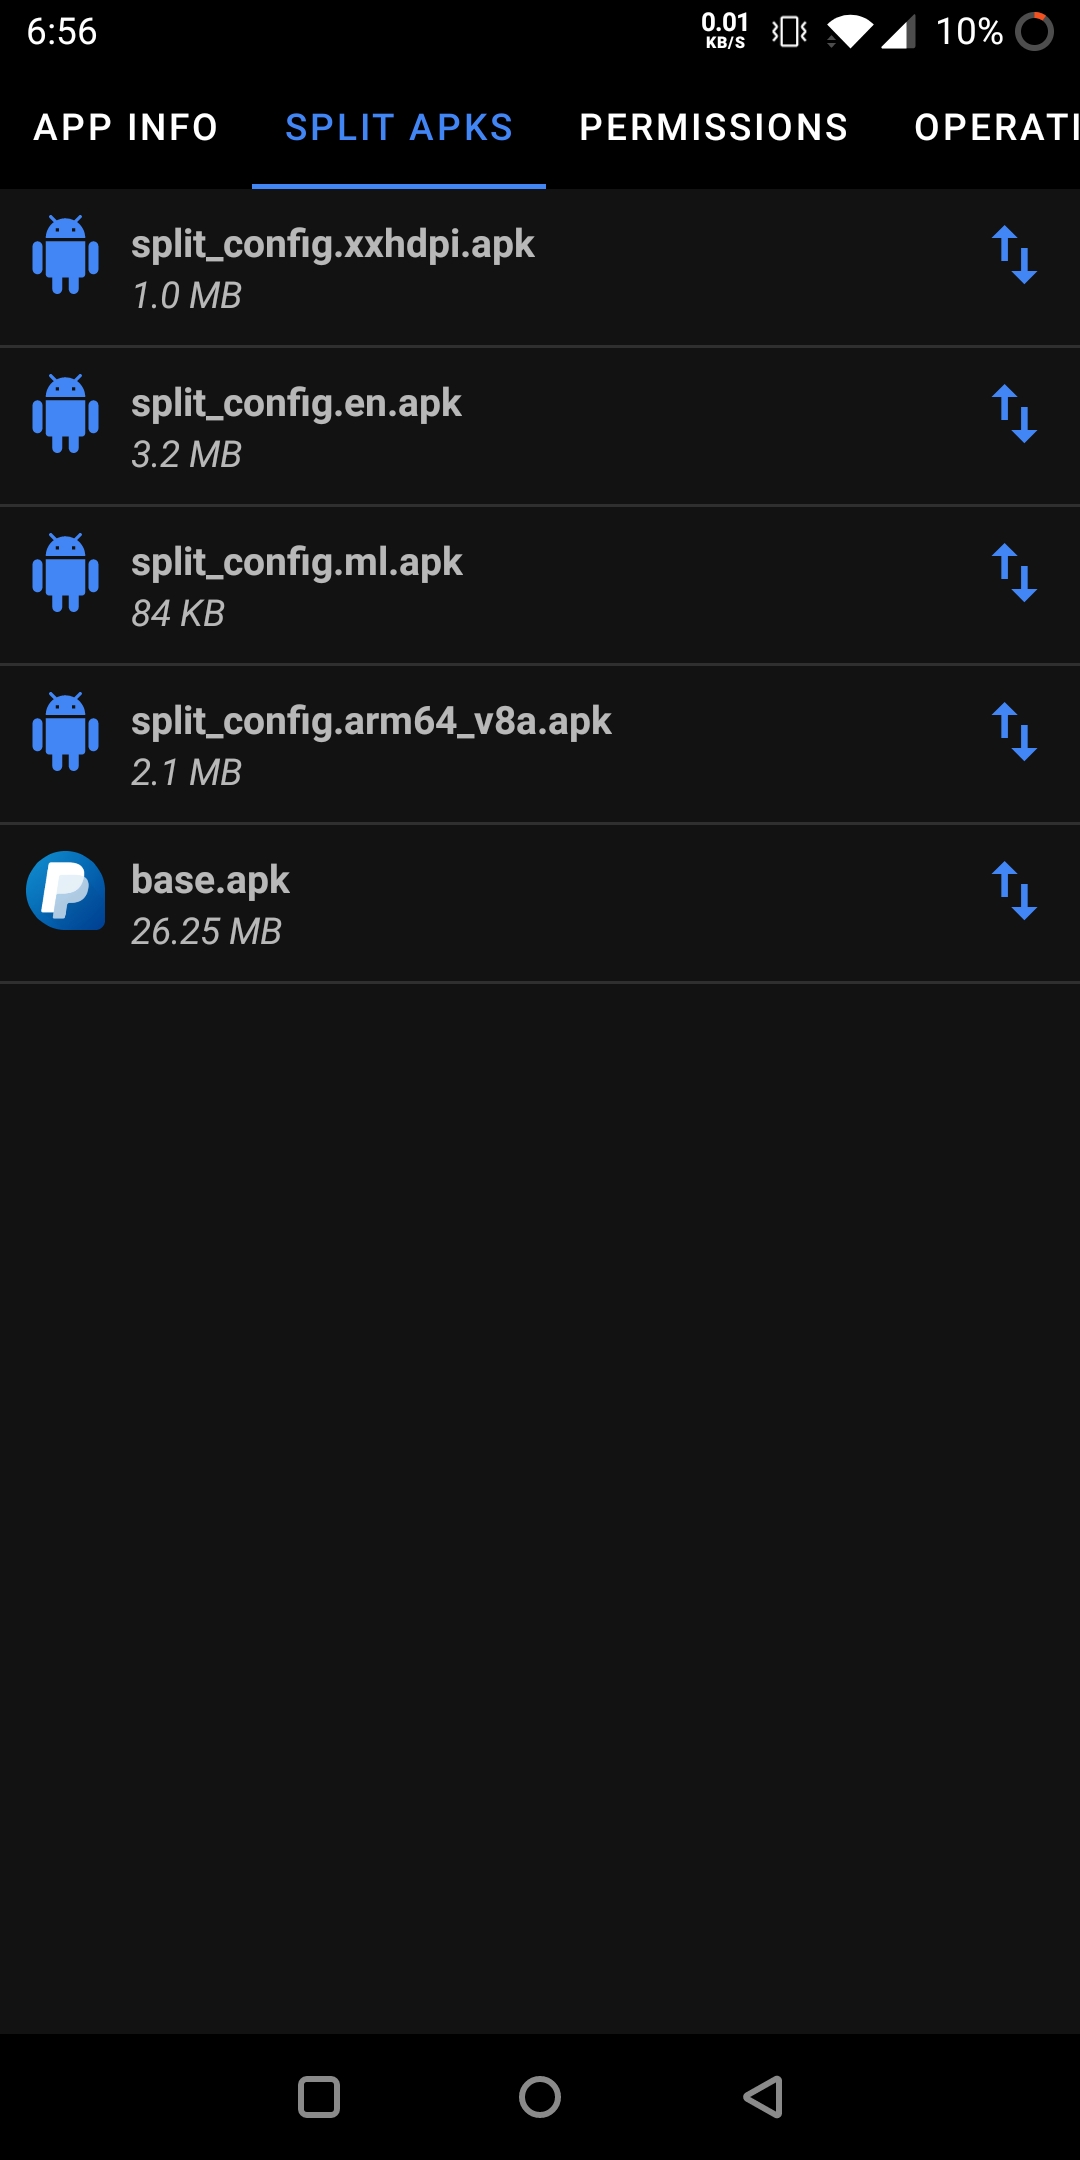 6:56
0.01
KB/S
10%
APP INFO
SPLIT APKS
PERMISSIONS
OPERATI
split_config.xxhdpi.apk
1.0 MB
split_config.en.apk
3.2 MB
split_config.ml.apk
84 KB
split_config.arm64_v8a.apk
2.1 MB
base.apk
26.25 MB